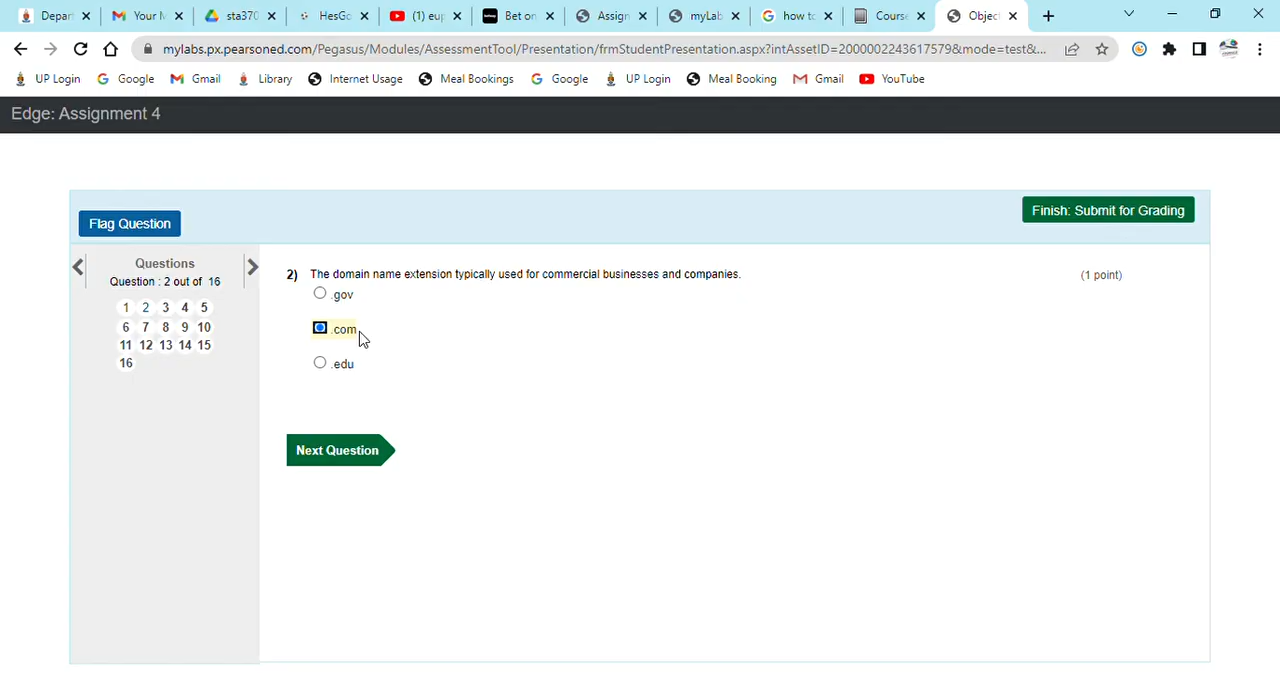 Depart
Your M
sta370
HesGo
(1) eup
Bet on
Assign
myLab
how to
Course
Objec
mylabs.px.pearsoned.com/Pegasus/Modules/AssessmentTool/Presentation/frmStudentPresentation.aspx?intAssetID=2000002243617579&mode=test&...
UP Login Google Gmail Library Internet Usage Meal Bookings Google UP Login Meal Booking Gmail YouTube
Edge: Assignment 4
Finish: Submit for Grading
Flag Question
Questions
Question : 2 out of 16
1 2 3 4 5
6 7 8 9 10
11 12 13 14 15
16
2) The domain name extension typically used for commercial businesses and companies. (1 point)
.gov
.com
.edu
Next Question